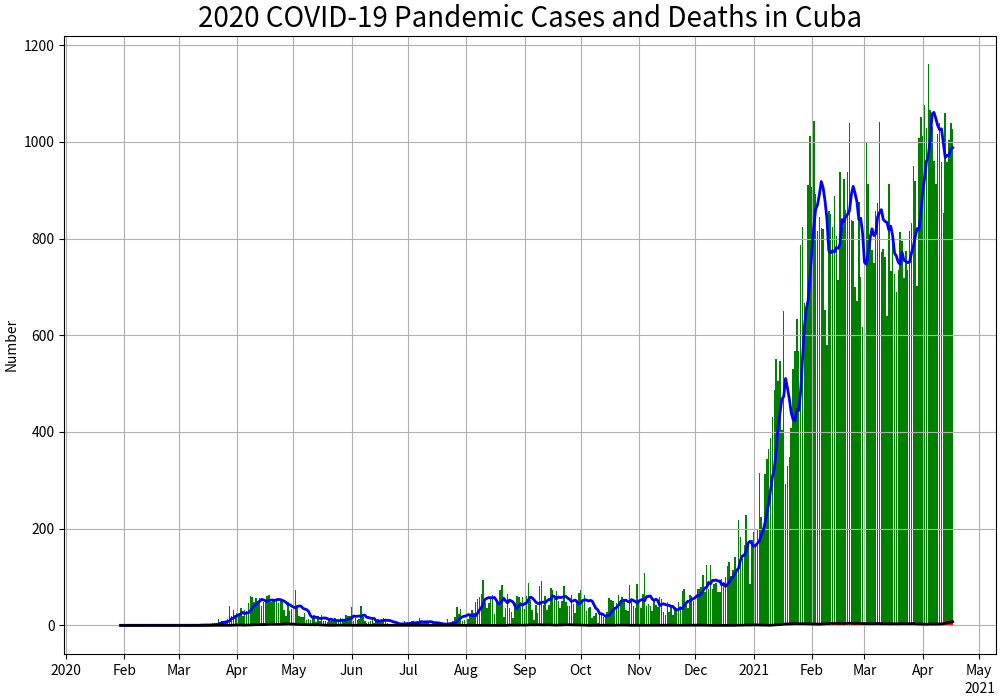 2020 COVID-19 Pandemic Cases and Deaths in Cuba
Number
1200
1000
800
600
400
200
0
2020 Feb Mar Apr May Jun Jul Aug Sep Oct Nov Dec 2021 Feb Mar Apr May
2021